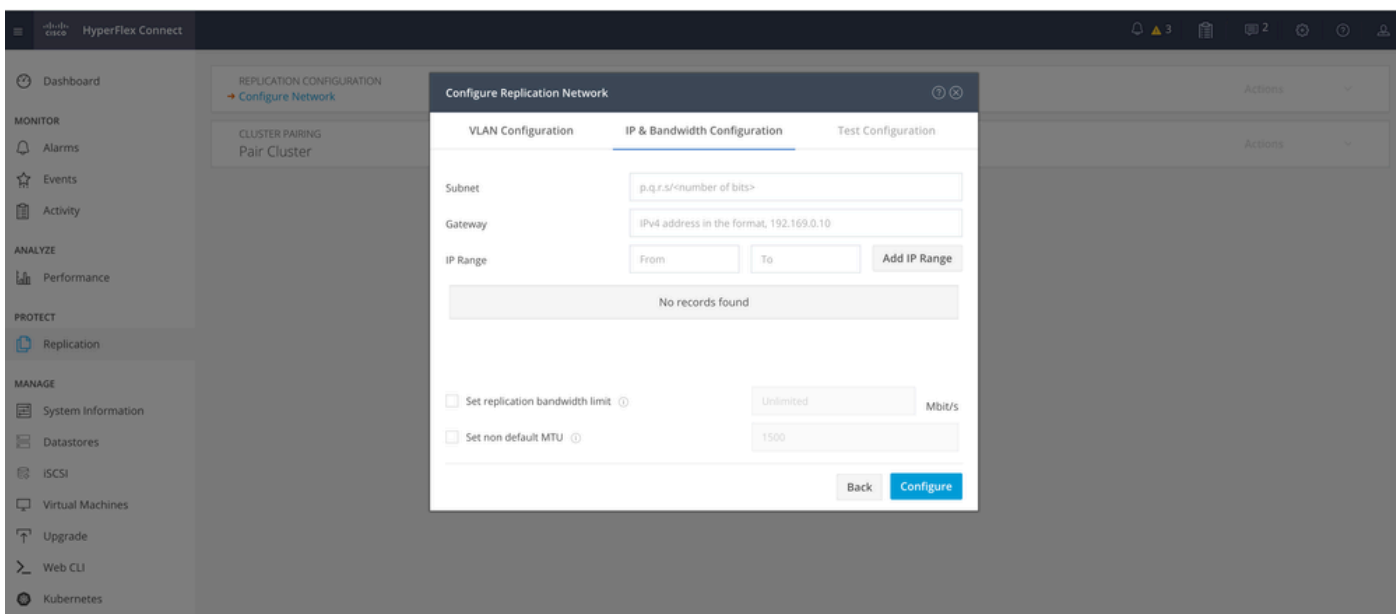 cisco HyperFlex Connect
3
2
Dashboard
MONITOR
Alarms
Events
Activity
ANALYZE
Performance
PROTECT
Replication
MANAGE
System Information
Datastores
iSCSI
Virtual Machines
Upgrade
Web CLI
Kubernetes
REPLICATION CONFIGURATION
Configure Network
Actions
CLUSTER PAIRING
Pair Cluster
Actions
Configure Replication Network
VLAN Configuration IP & Bandwidth Configuration Test Configuration
Subnet p.q.r.s/<number of bits>
Gateway IPv4 address in the format, 192.169.0.10
IP Range From To Add IP Range
No records found
Set replication bandwidth limit Unlimited Mbit/s
Set non default MTU 1500
Back Configure